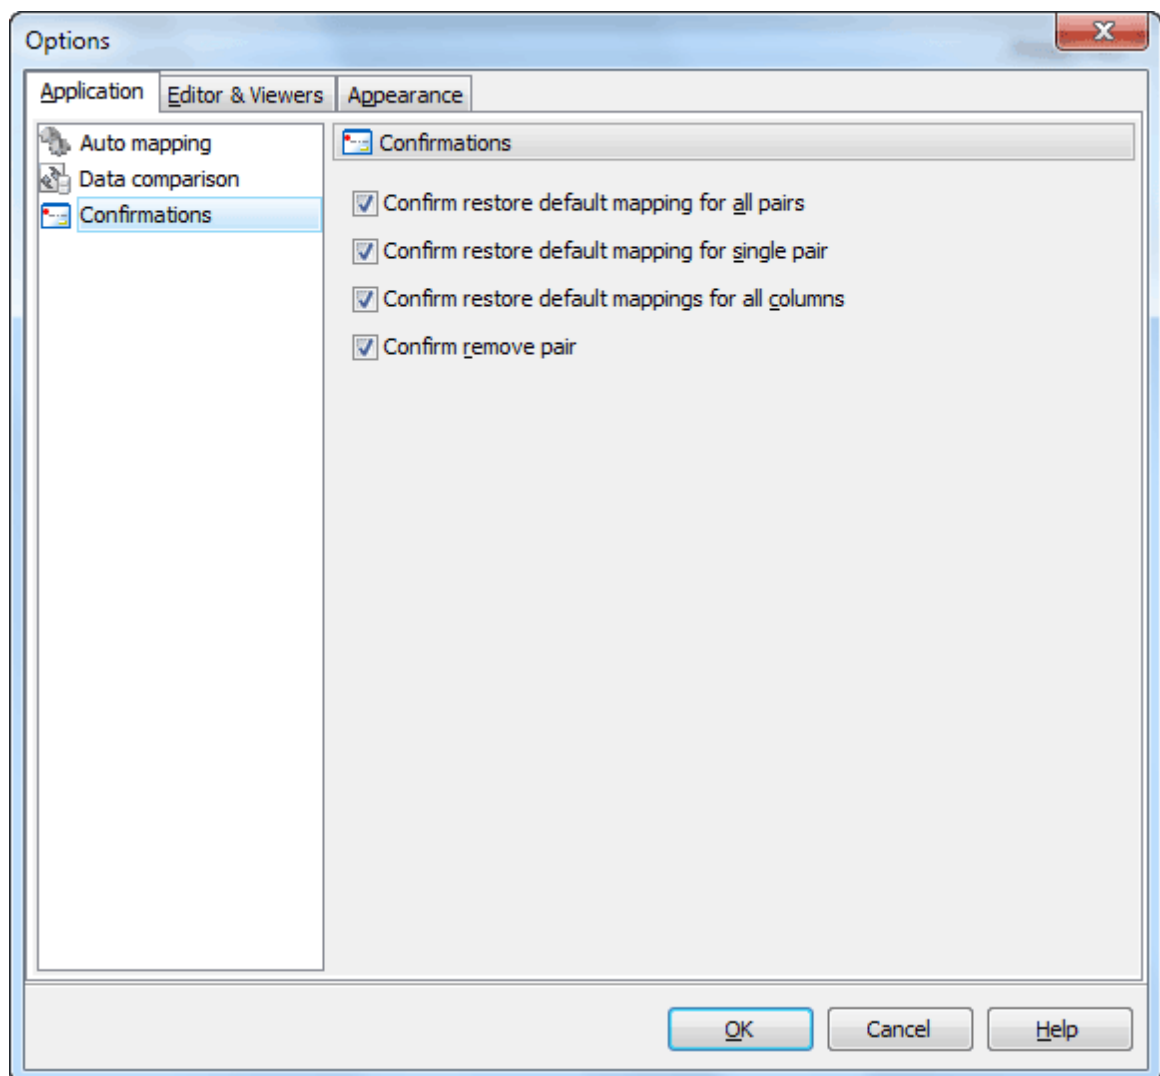 Options
Application
Editor & Viewers
Appearance
Auto mapping
Data comparison
Confirmations
Confirmations
Confirm restore default mapping for all pairs
Confirm restore default mapping for single pair
Confirm restore default mappings for all columns
Confirm remove pair
OK
Cancel
Help